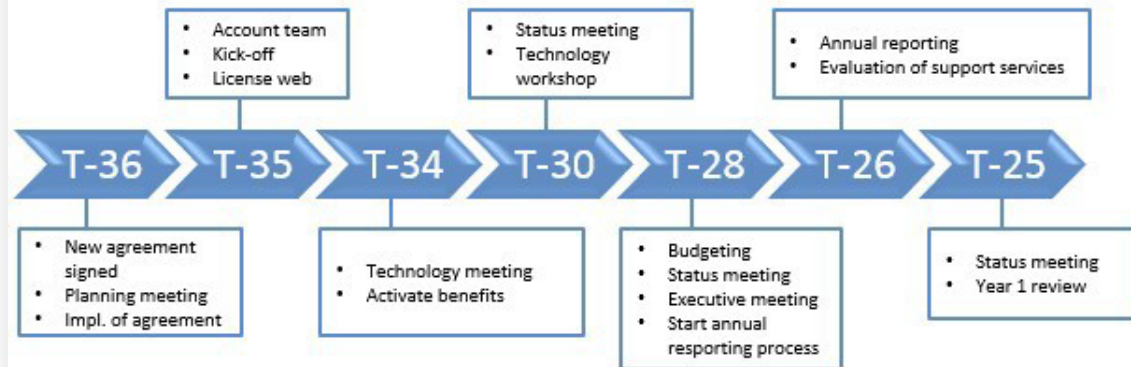 • Account team
• Kick-off
• License web
• Status meeting
• Technology
workshop
• Annual reporting
• Evaluation of support services
T-36
T-35
T-34
T-30
T-28
T-26
T-25
• New agreement
signed
• Planning meeting
• Impl. of agreement
• Technology meeting
• Activate benefits
• Budgeting
• Status meeting
• Executive meeting
• Start annual
resporting process
• Status meeting
• Year 1 review